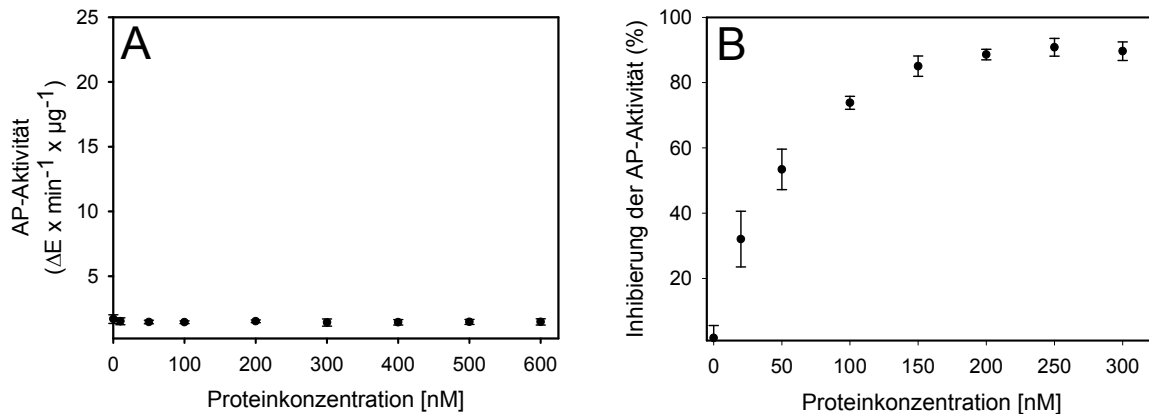 A
25
20
15
10
5
AP-Aktivität
(ΔE x min⁻¹ x µg⁻¹)
0 100 200 300 400 500 600
Proteinkonzentration [nM]
B
100
80
60
40
20
Inhibierung der AP-Aktivität (%)
0 50 100 150 200 250 300
Proteinkonzentration [nM]